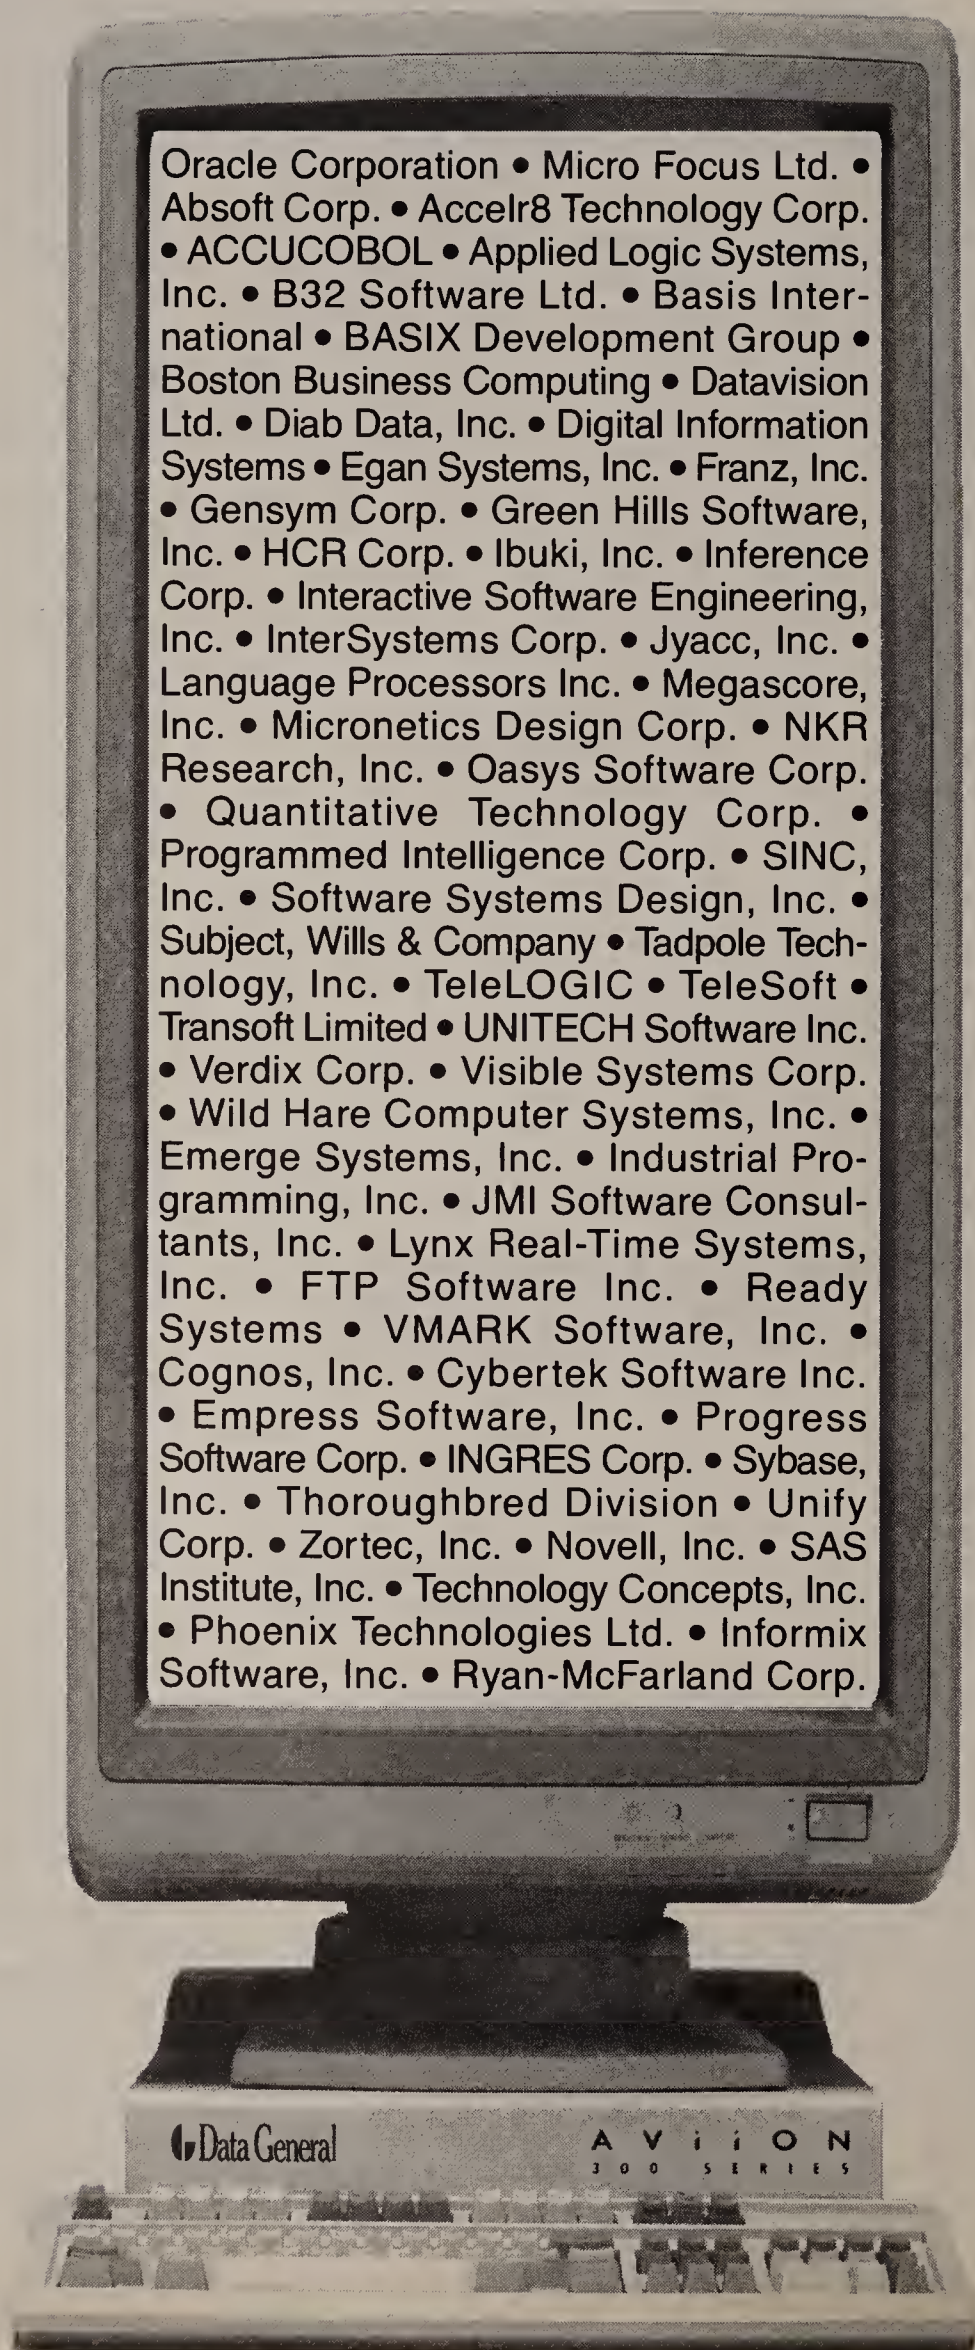 Oracle Corporation • Micro Focus Ltd. •
Absoft Corp. • Accelr8 Technology Corp.
• ACCUCOBOL • Applied Logic Systems,
Inc. • B32 Software Ltd. • Basis Inter-
national • BASIX Development Group •
Boston Business Computing • Datavision
Ltd. • Diab Data, Inc. • Digital Information
Systems • Egan Systems, Inc. • Franz, Inc.
• Gensym Corp. • Green Hills Software,
Inc. • HCR Corp. • Ibuki, Inc. • Inference
Corp. • Interactive Software Engineering,
Inc. • InterSystems Corp. • Jyacc, Inc. •
Language Processors Inc. • Megascore,
Inc. • Micronetics Design Corp. • NKR
Research, Inc. • Oasys Software Corp.
• Quantitative Technology Corp. •
Programmed Intelligence Corp. • SINC,
Inc. • Software Systems Design, Inc. •
Subject, Wills & Company • Tadpole Tech-
nology, Inc. • TeleLOGIC • TeleSoft •
Transoft Limited • UNITECH Software Inc.
• Verdix Corp. • Visible Systems Corp.
• Wild Hare Computer Systems, Inc. •
Emerge Systems, Inc. • Industrial Pro-
gramming, Inc. • JMI Software Consul-
tants, Inc. • Lynx Real-Time Systems,
Inc. • FTP Software Inc. • Ready
Systems • VMARK Software, Inc. •
Cognos, Inc. • Cybertek Software Inc.
• Empress Software, Inc. • Progress
Software Corp. • INGRES Corp. • Sybase,
Inc. • Thoroughbred Division • Unify
Corp. • Zortec, Inc. • Novell, Inc. • SAS
Institute, Inc. • Technology Concepts, Inc.
• Phoenix Technologies Ltd. • Informix
Software, Inc. • Ryan-McFarland Corp.
Data General
AViiON
300 SERIES